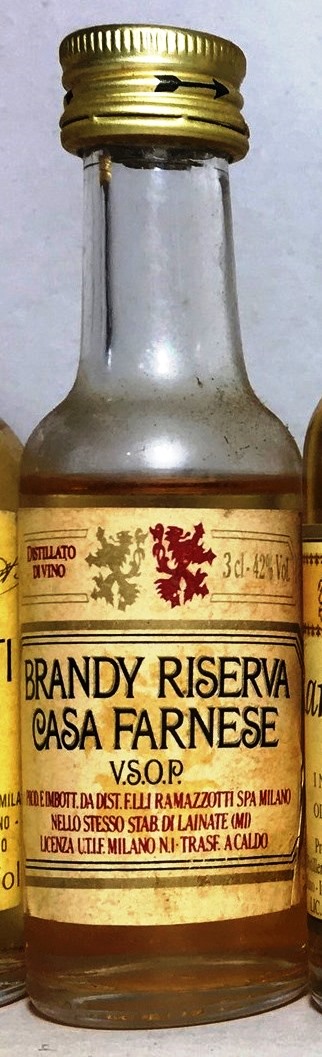 DISTILLATO
DI VINO
3 cl - 42% Vol.
BRANDY RISERVA
CASA FARNESE
V.S.O.P.
PROD. E IMBOTT. DA DIST. F.LLI RAMAZZOTTI SPA MILANO
NELLO STESSO STAB. DI LAINATE (MI)
LICENZA U.T.I.F. MILANO N.1 - TRASF. A CALDO